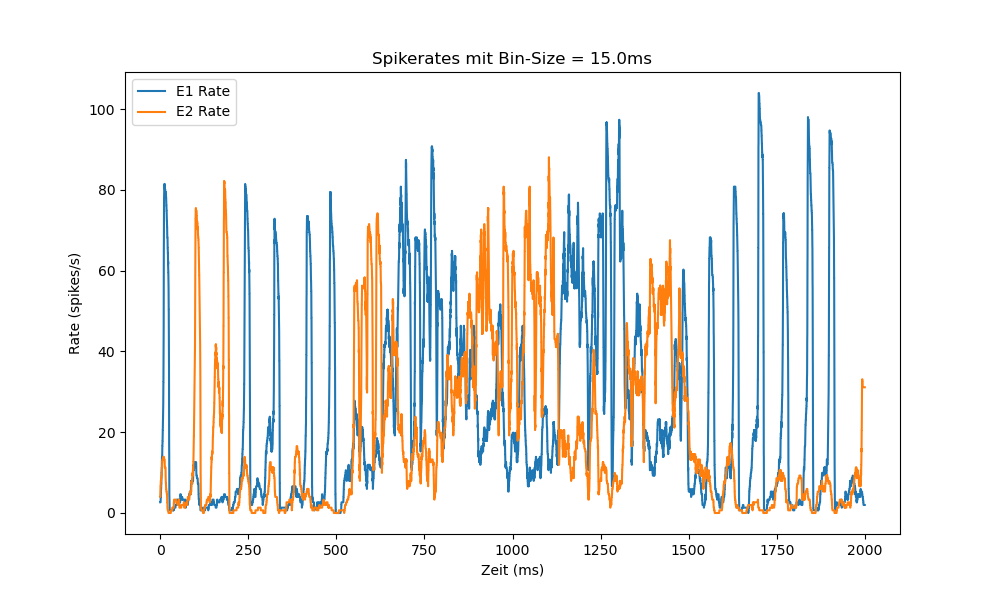 Spikerates mit Bin-Size = 15.0ms
E1 Rate
E2 Rate
100
80
60
40
20
0
Rate (spikes/s)
0 250 500 750 1000 1250 1500 1750 2000
Zeit (ms)